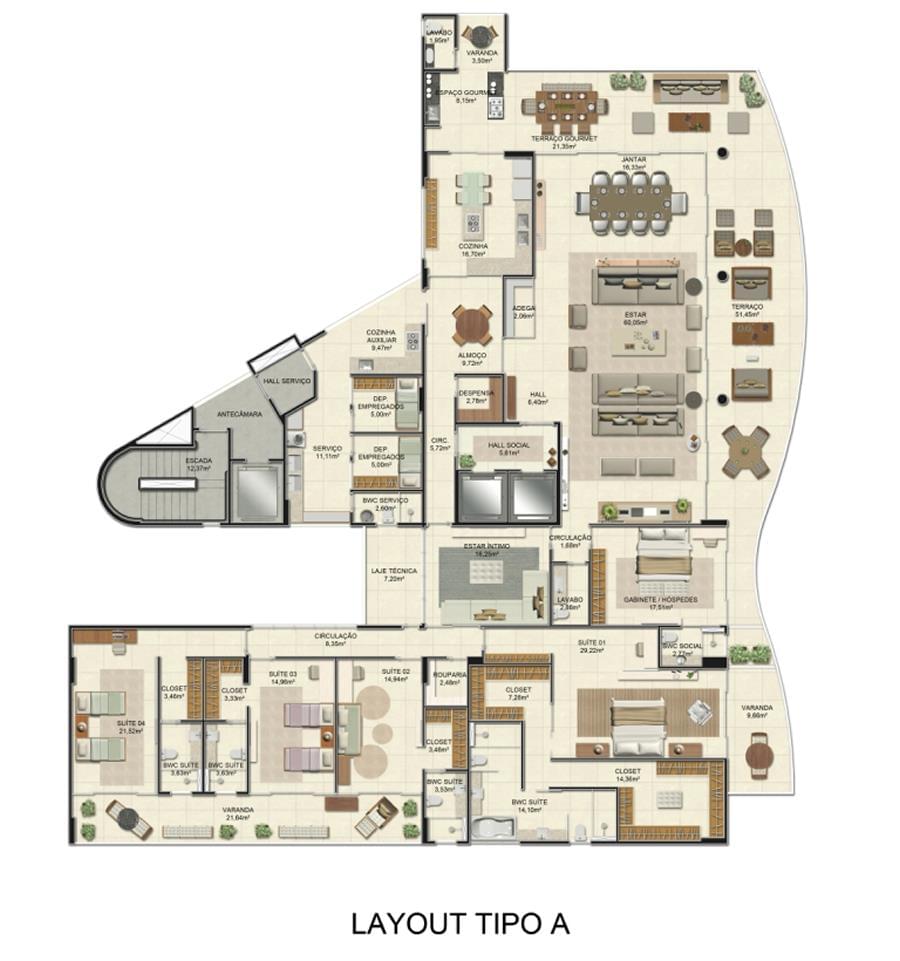 LAVABO
1,95m²
VARANDA
3,50m²
ESPAÇO GOURMET
8,15m²
TERRAÇO GOURMET
21,35m²
JANTAR
16,33m²
COZINHA
16,70m²
ADEGA
2,06m²
ESTAR
60,05m²
TERRAÇO
51,45m²
COZINHA
AUXILIAR
9,47m²
ALMOÇO
9,72m²
HALL SERVIÇO
DESPENSA
2,78m²
HALL
6,40m²
DEP.
EMPREGADOS
5,00m²
ANTECÂMARA
CIRC.
5,72m²
HALL SOCIAL
5,81m²
SERVIÇO
11,11m²
DEP.
EMPREGADOS
5,00m²
ESCADA
12,37m²
BWC SERVIÇO
2,60m²
CIRCULAÇÃO
1,68m²
ESTAR ÍNTIMO
16,25m²
LAJE TÉCNICA
7,20m²
LAVABO
2,86m²
GABINETE / HÓSPEDES
17,51m²
CIRCULAÇÃO
8,35m²
SUÍTE 01
29,22m²
BWC SOCIAL
2,77m²
SUÍTE 03
14,96m²
SUÍTE 02
14,94m²
ROUPARIA
2,48m²
CLOSET
3,46m²
CLOSET
3,33m²
CLOSET
7,28m²
VARANDA
9,66m²
SUÍTE 04
21,52m²
CLOSET
3,46m²
BWC SUÍTE
3,63m²
BWC SUÍTE
3,63m²
CLOSET
14,36m²
BWC SUÍTE
3,53m²
BWC SUÍTE
14,10m²
VARANDA
21,64m²
LAYOUT TIPO A